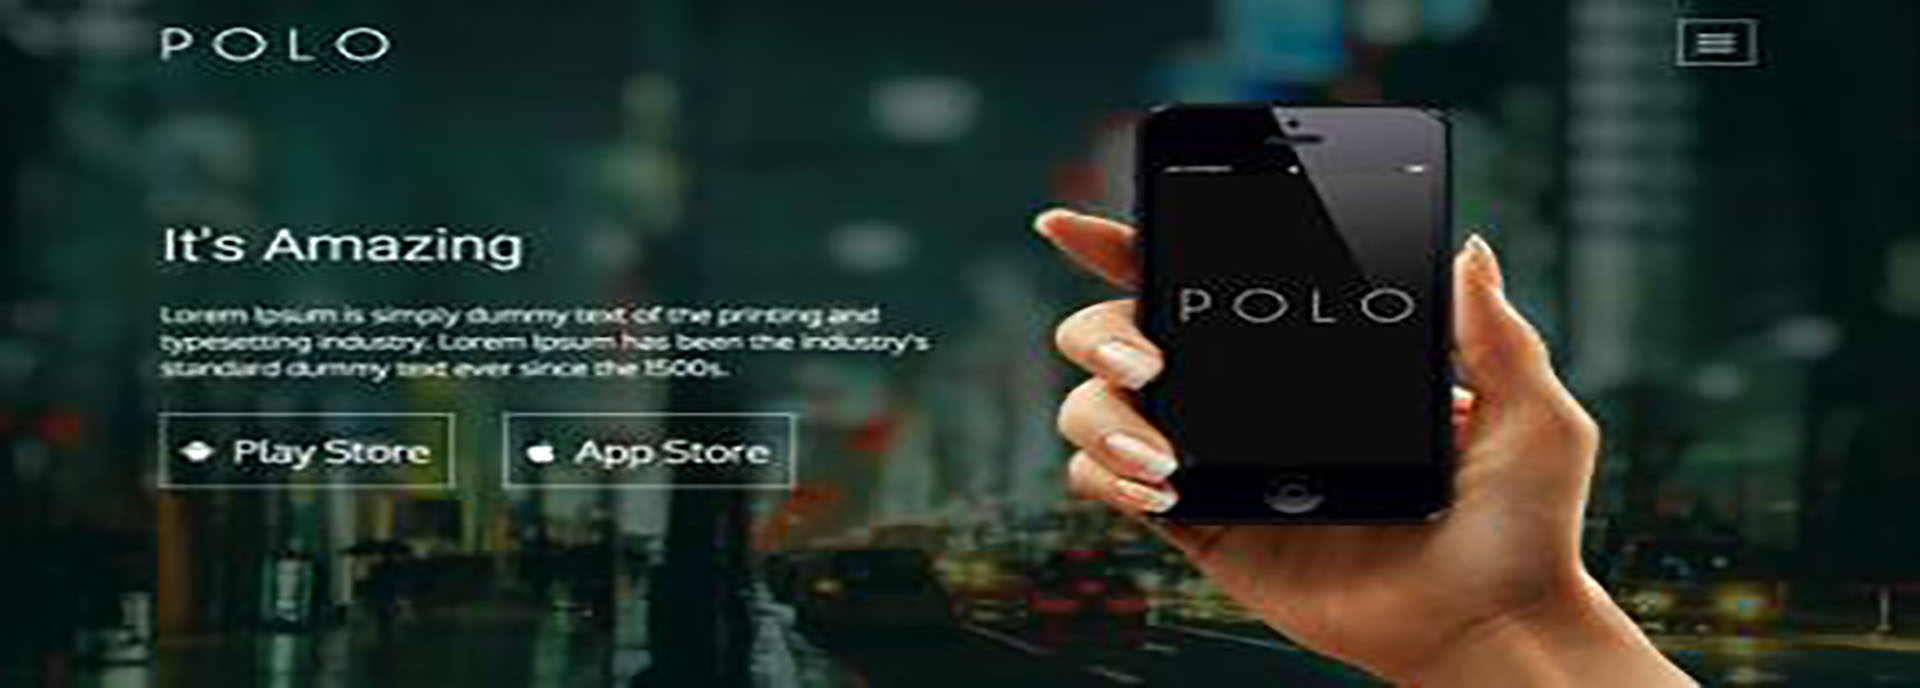 POLO
It's Amazing
Lorem Ipsum is simply dummy text of the printing and
typesetting industry. Lorem Ipsum has been the industry's
standard dummy text ever since the 1500s.
Play Store
App Store
POLO